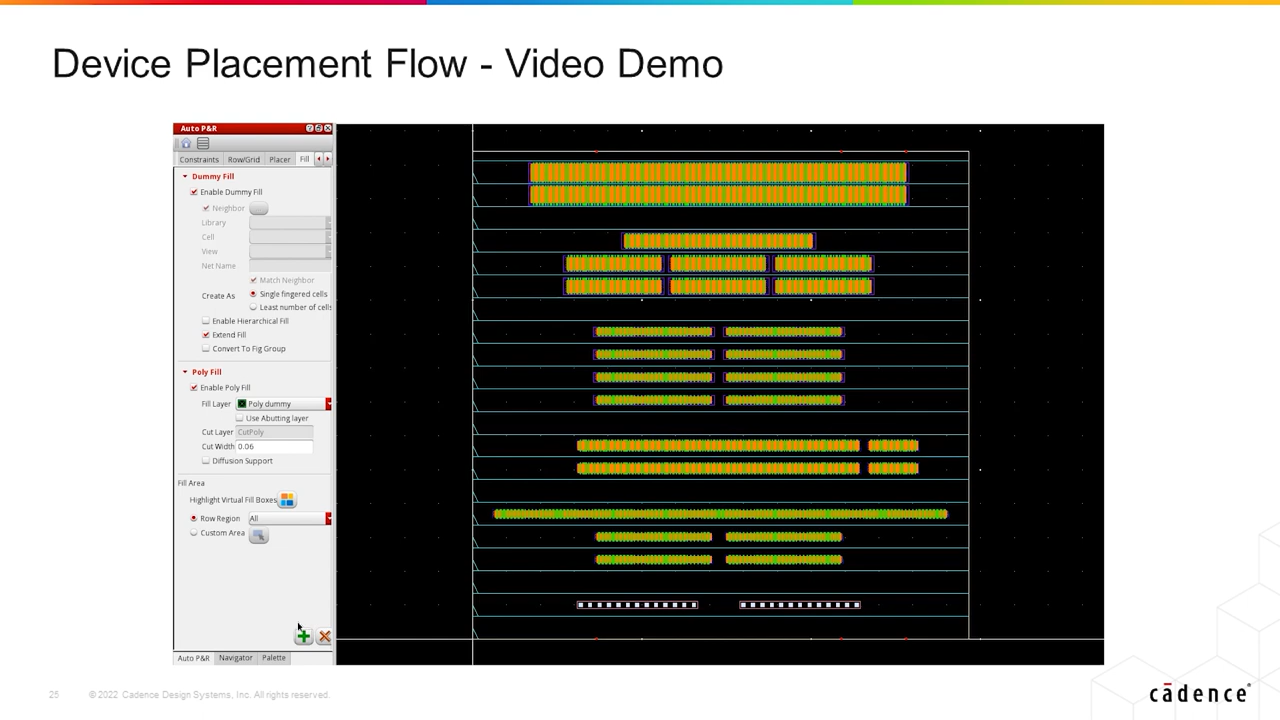 Device Placement Flow - Video Demo
Auto P&R
Constraints Row/Grid Placer Fill
Dummy Fill
Enable Dummy Fill
Neighbor
Library
Cell
View
Net Name
Match Neighbor
Create As Single fingered cells
Least number of cells
Enable Hierarchical Fill
Extend Fill
Convert To Fig Group
Poly Fill
Enable Poly Fill
Fill Layer Poly dummy
Use Abutting layer
Cut Layer CutPoly
Cut Width 0.06
Diffusion Support
Fill Area
Highlight Virtual Fill Boxes
Row Region All
Custom Area
Auto P&R Navigator Palette
25 © 2022 Cadence Design Systems, Inc. All rights reserved.
cādence®